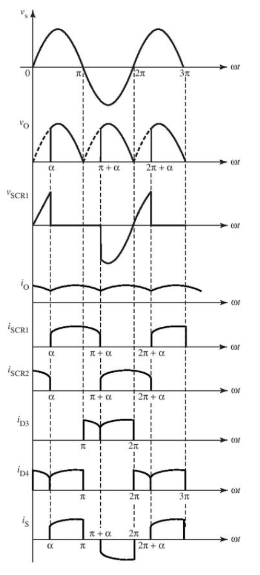 vs
0 π 2π 3π ωt
vO
α π + α 2π + α ωt
vSCR1
ωt
iO
ωt
iSCR1
α π + α 2π + α ωt
iSCR2
α π + α 2π + α ωt
iD3
π 2π ωt
iD4
α π 2π 3π ωt
iS
π + α 2π
α π 2π + α ωt